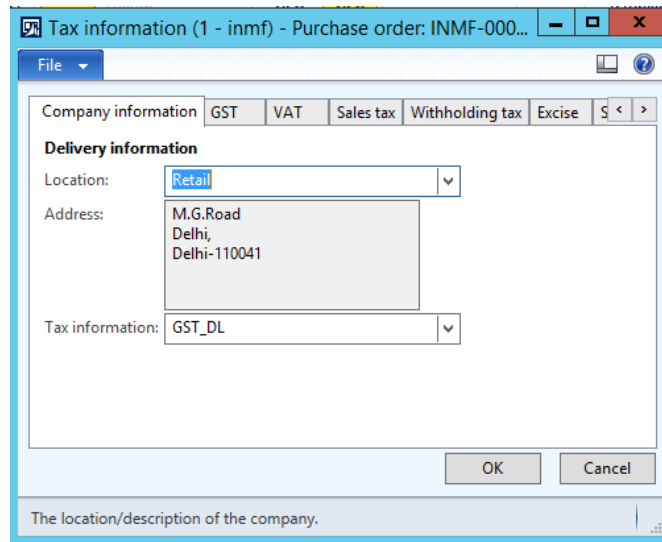 Tax information (1 - inmf) - Purchase order: INMF-000...
File
Company information GST VAT Sales tax Withholding tax Excise S
Delivery information
Location: Retail
Address: M.G.Road
Delhi,
Delhi-110041
Tax information: GST_DL
OK Cancel
The location/description of the company.